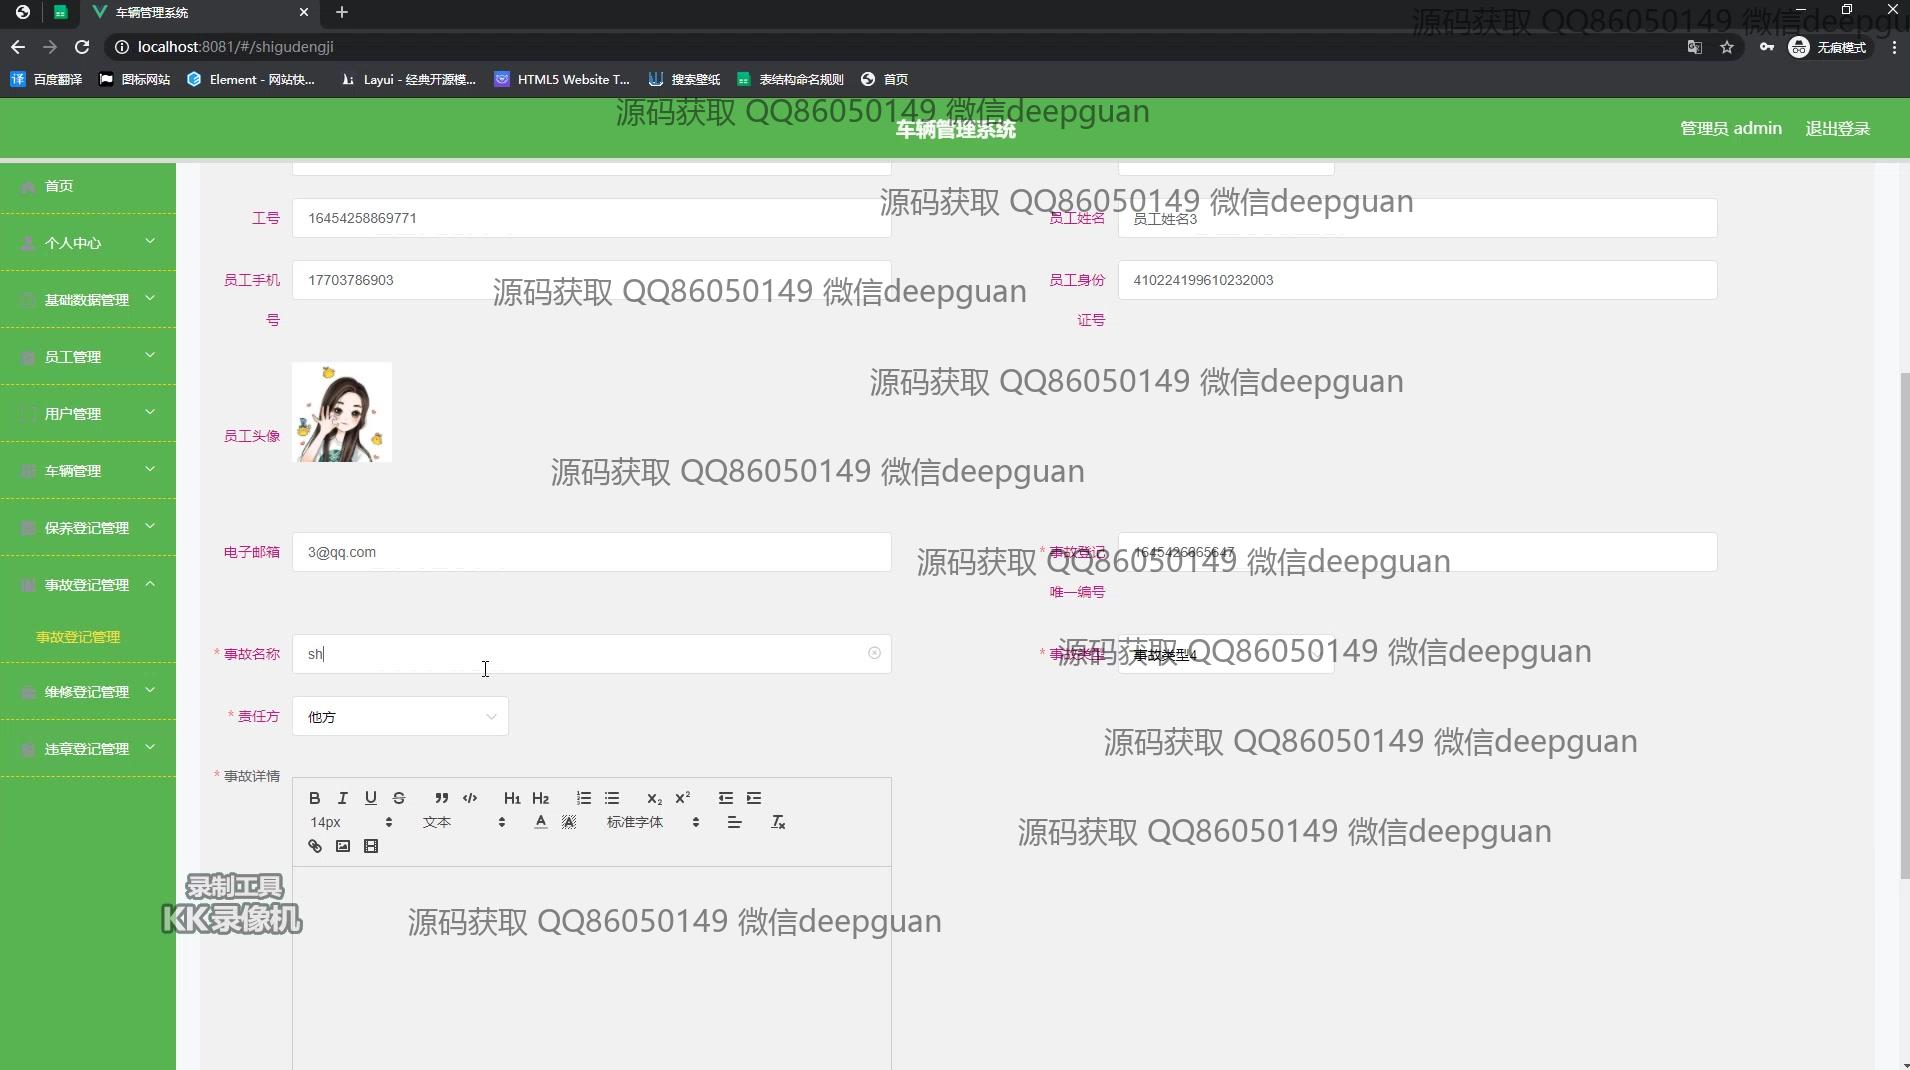 车辆管理系统
源码获取 QQ86050149 微信deepguan
localhost:8081/#/shigudengji
无痕模式
百度翻译
图标网站
Element - 网站快...
Layui - 经典开源模...
HTML5 Website T...
搜索壁纸
表结构命名规则
首页
源码获取 QQ86050149 微信deepguan
车辆管理系统
管理员 admin
退出登录
首页
个人中心
基础数据管理
员工管理
用户管理
车辆管理
保养登记管理
事故登记管理
事故登记管理
维修登记管理
违章登记管理
源码获取 QQ86050149 微信deepguan
工号
16454258869771
员工姓名
员工姓名3
员工手机号
17703786903
源码获取 QQ86050149 微信deepguan
员工身份证号
410224199610232003
源码获取 QQ86050149 微信deepguan
员工头像
源码获取 QQ86050149 微信deepguan
电子邮箱
3@qq.com
* 事故登记唯一编号
1645426665647
源码获取 QQ86050149 微信deepguan
* 事故名称
sh
* 事故类型
事故类型4
源码获取 QQ86050149 微信deepguan
* 责任方
他方
源码获取 QQ86050149 微信deepguan
* 事故详情
B I U S H1 H2 x2 x2
14px
文本
标准字体
源码获取 QQ86050149 微信deepguan
录制工具
KK录像机
源码获取 QQ86050149 微信deepguan